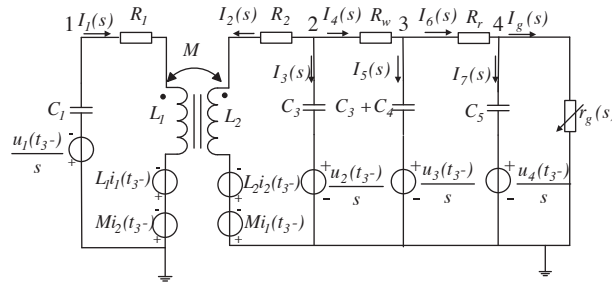 1 I1(s) R1 I2(s) R2 2 I4(s) Rw 3 I6(s) Rr 4 Ig(s)
M
I3(s) I5(s) I7(s)
C1 L1 L2 C3 C3 +C4 C5 rg(s)
u1(t3-)
s
-
+
L1i1(t3-)
-
+
L2i2(t3-)
-
+
Mi2(t3-)
-
+
Mi1(t3-)
-
+
+
-
u2(t3-)
s
+
-
u3(t3-)
s
+
-
u4(t3-)
s